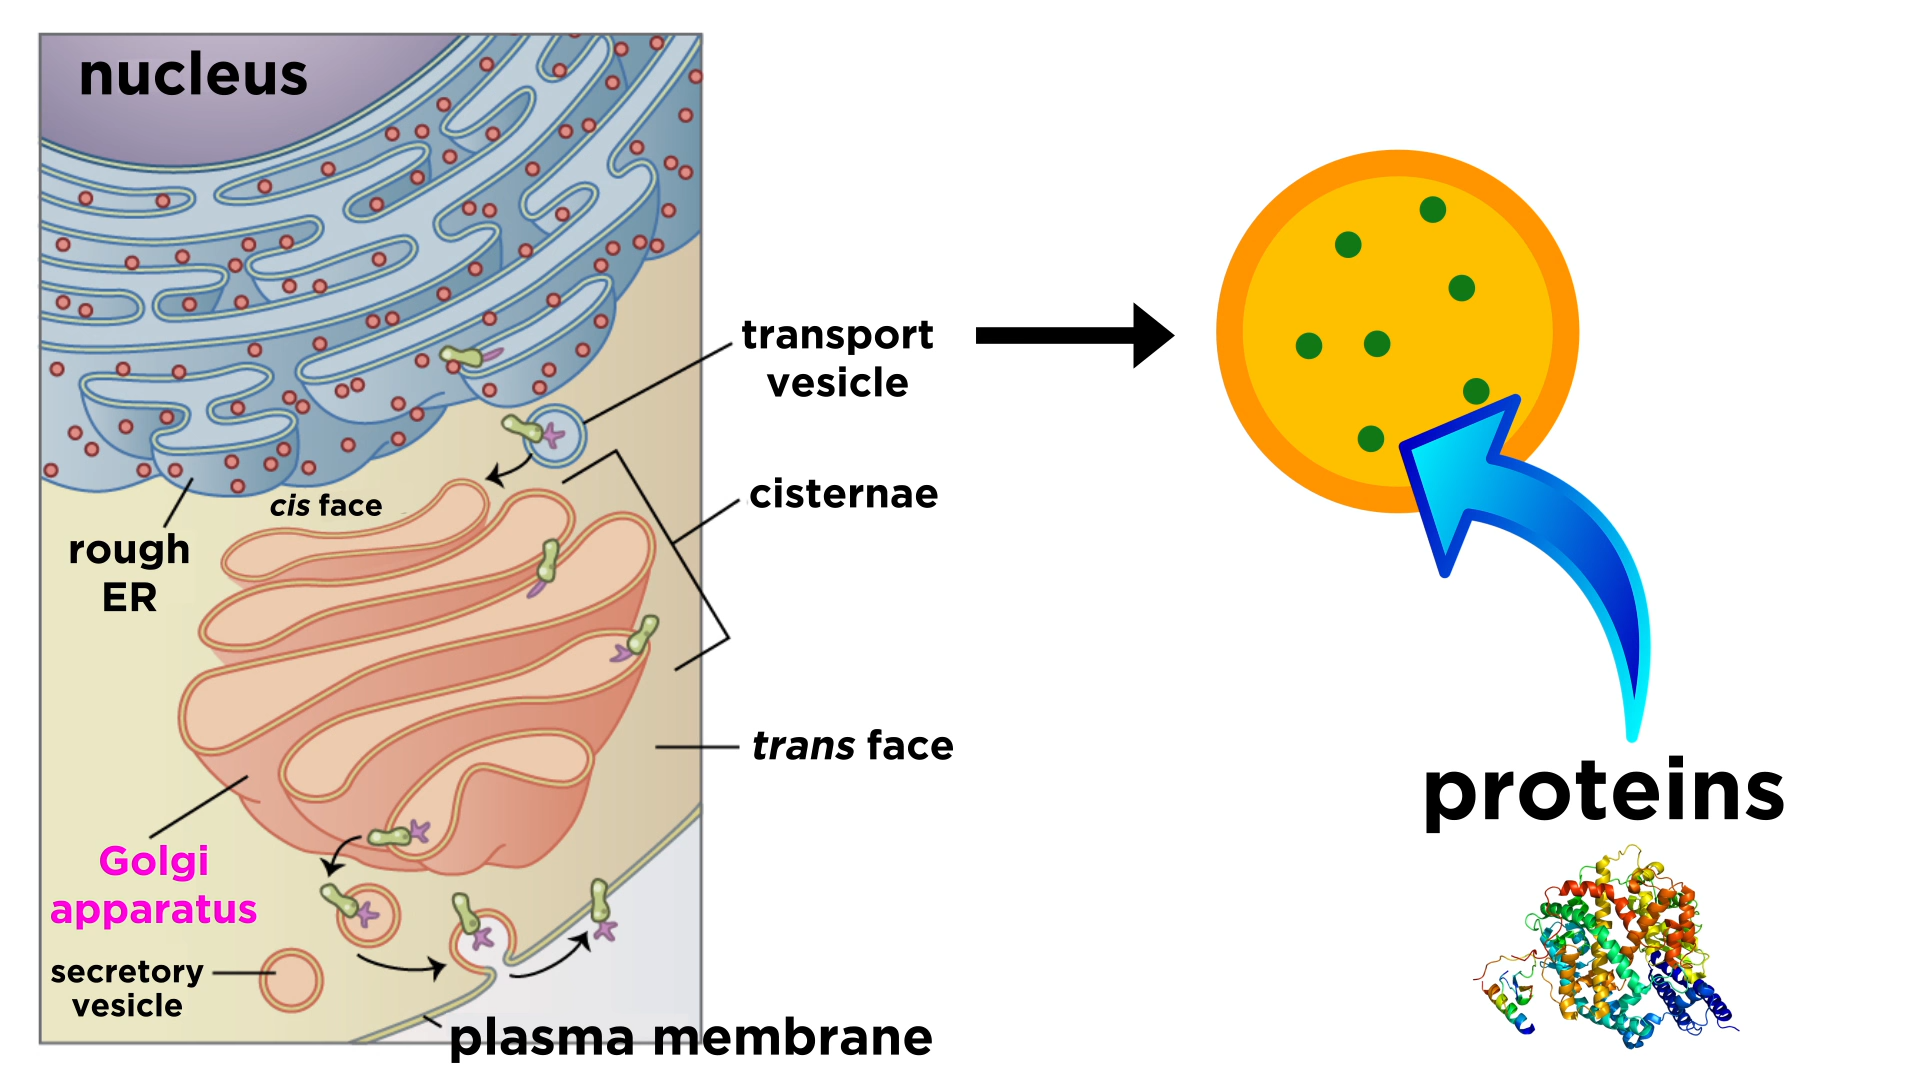 nucleus
transport
vesicle
cisternae
cis face
rough
ER
trans face
Golgi
apparatus
secretory
vesicle
plasma membrane
proteins